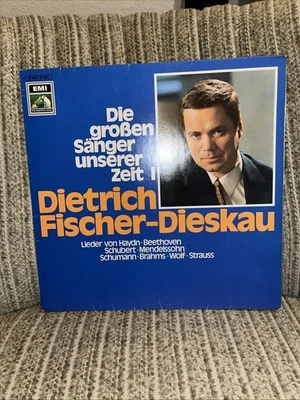 EMI
Die
großen
Sänger
unserer
Zeit I
Dietrich
Fischer-Dieskau
Lieder von Haydn·Beethoven
Schubert·Mendelssohn
Schumann·Brahms·Wolf·Strauss